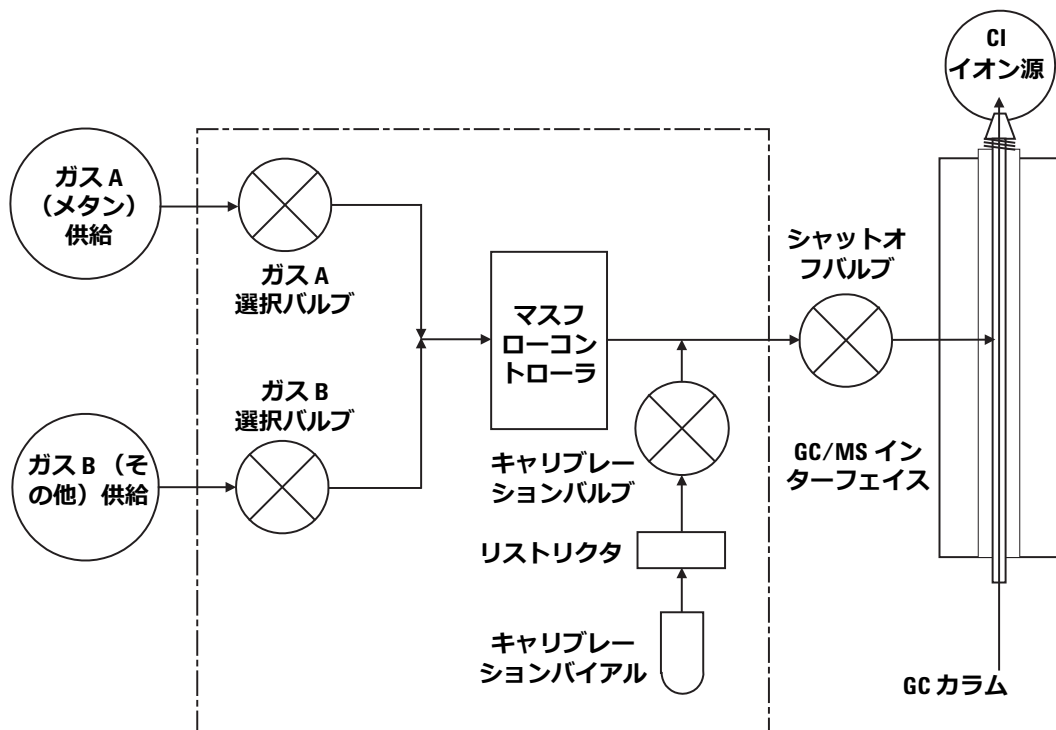 CI
イオン源
ガス A
（メタン）
供給
ガス A
選択バルブ
シャットオ
フバルブ
マスフ
ローコン
トローラ
ガス B
選択バルブ
ガス B （そ
の他）供給
キャリブレー
ションバルブ
GC/MS イン
ターフェイス
リストリクタ
キャリブレー
ションバイアル
GC カラム